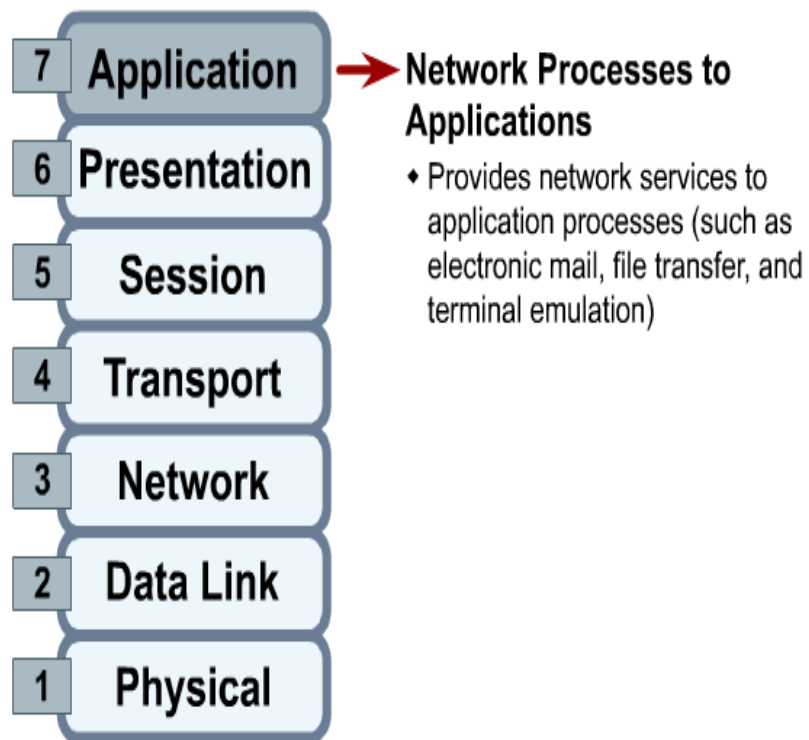 7 Application
Network Processes to
Applications
♦ Provides network services to
application processes (such as
electronic mail, file transfer, and
terminal emulation)
6 Presentation
5 Session
4 Transport
3 Network
2 Data Link
1 Physical